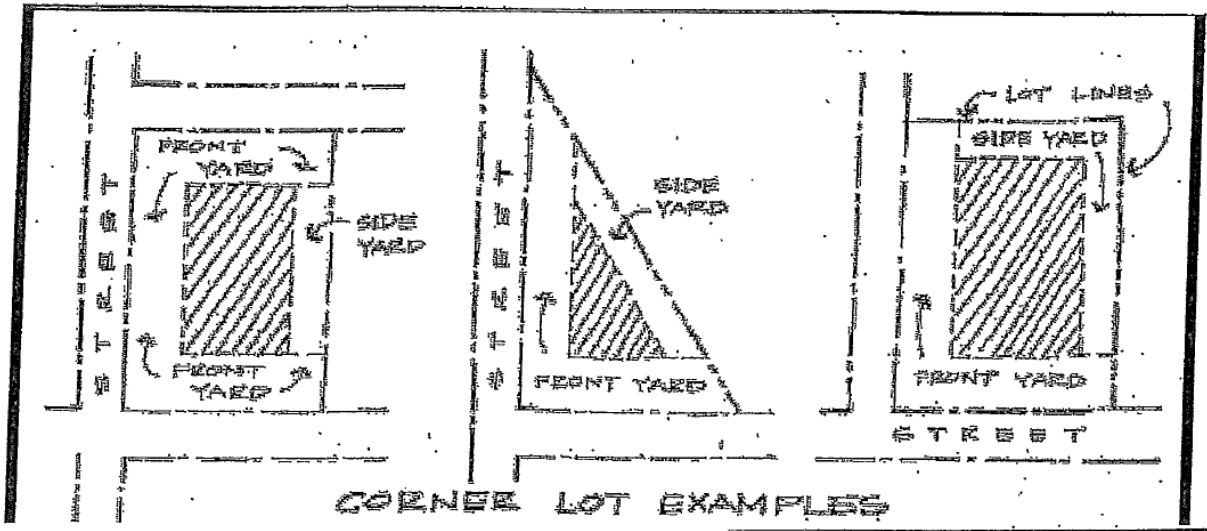 FRONT
YARD
STREET
SIDE
YARD
FRONT
YARD
STREET
SIDE
YARD
FRONT YARD
LOT LINES
SIDE YARD
FRONT YARD
STREET
CORNER LOT EXAMPLES